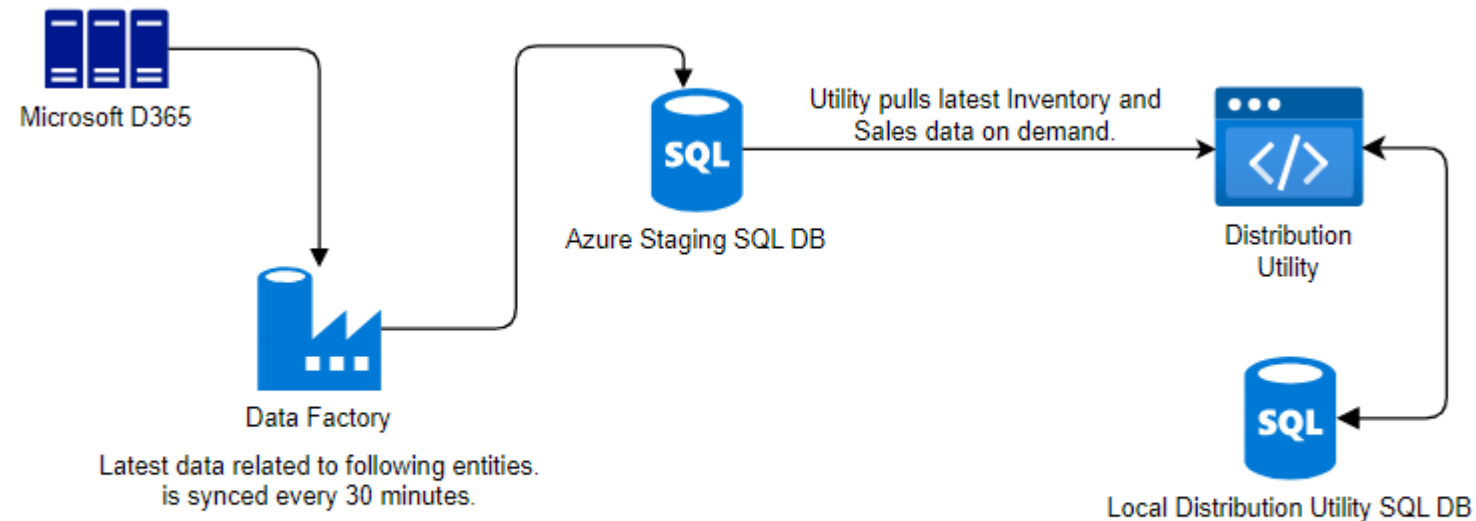 Microsoft D365
Data Factory
Latest data related to following entities.
is synced every 30 minutes.
SQL
Azure Staging SQL DB
Utility pulls latest Inventory and
Sales data on demand.
</>
Distribution
Utility
SQL
Local Distribution Utility SQL DB